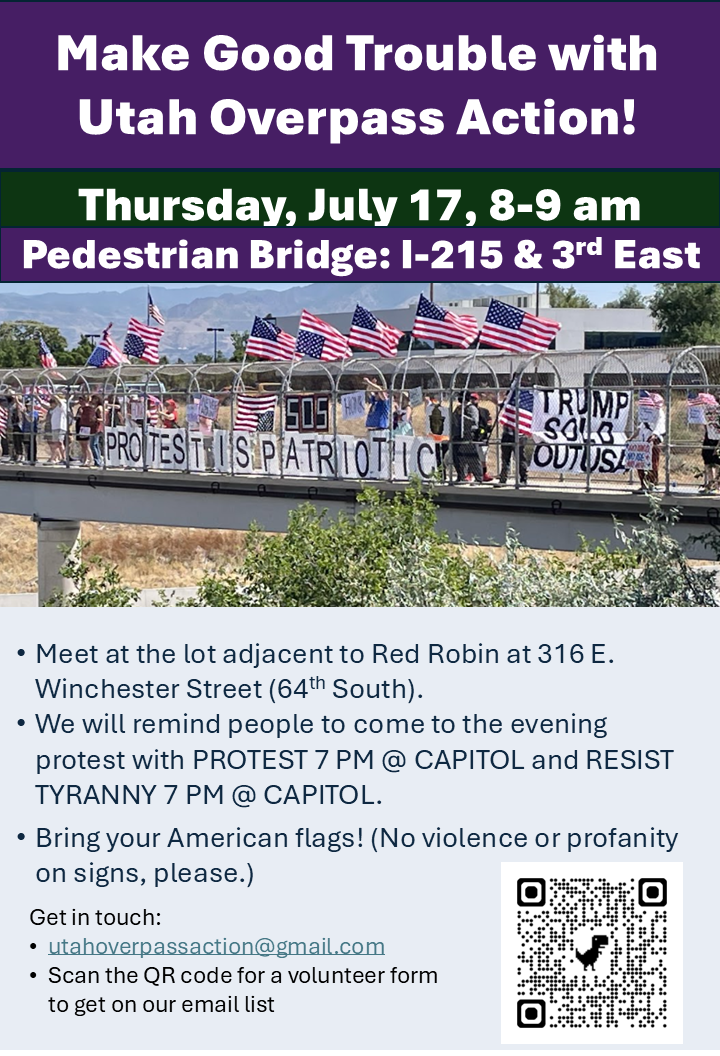 Make Good Trouble with
Utah Overpass Action!
Thursday, July 17, 8-9 am
Pedestrian Bridge: I-215 & 3rd East
SOS
TRUMP
SOLD
OUT USA
PROTEST IS PATRIOTIC
• Meet at the lot adjacent to Red Robin at 316 E.
Winchester Street (64th South).
• We will remind people to come to the evening
protest with PROTEST 7 PM @ CAPITOL and RESIST
TYRANNY 7 PM @ CAPITOL.
• Bring your American flags! (No violence or profanity
on signs, please.)
Get in touch:
• utahoverpassaction@gmail.com
• Scan the QR code for a volunteer form
to get on our email list